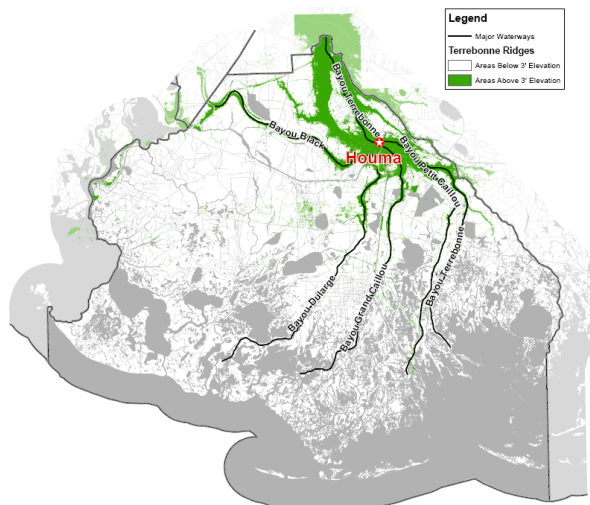 Legend
Major Waterways
Terrebonne Ridges
Areas Below 3' Elevation
Areas Above 3' Elevation
Bayou Terrebonne
Bayou Black
Houma
Bayou Petit Caillou
Bayou Dularge
Bayou Grand Caillou
Bayou Terrebonne